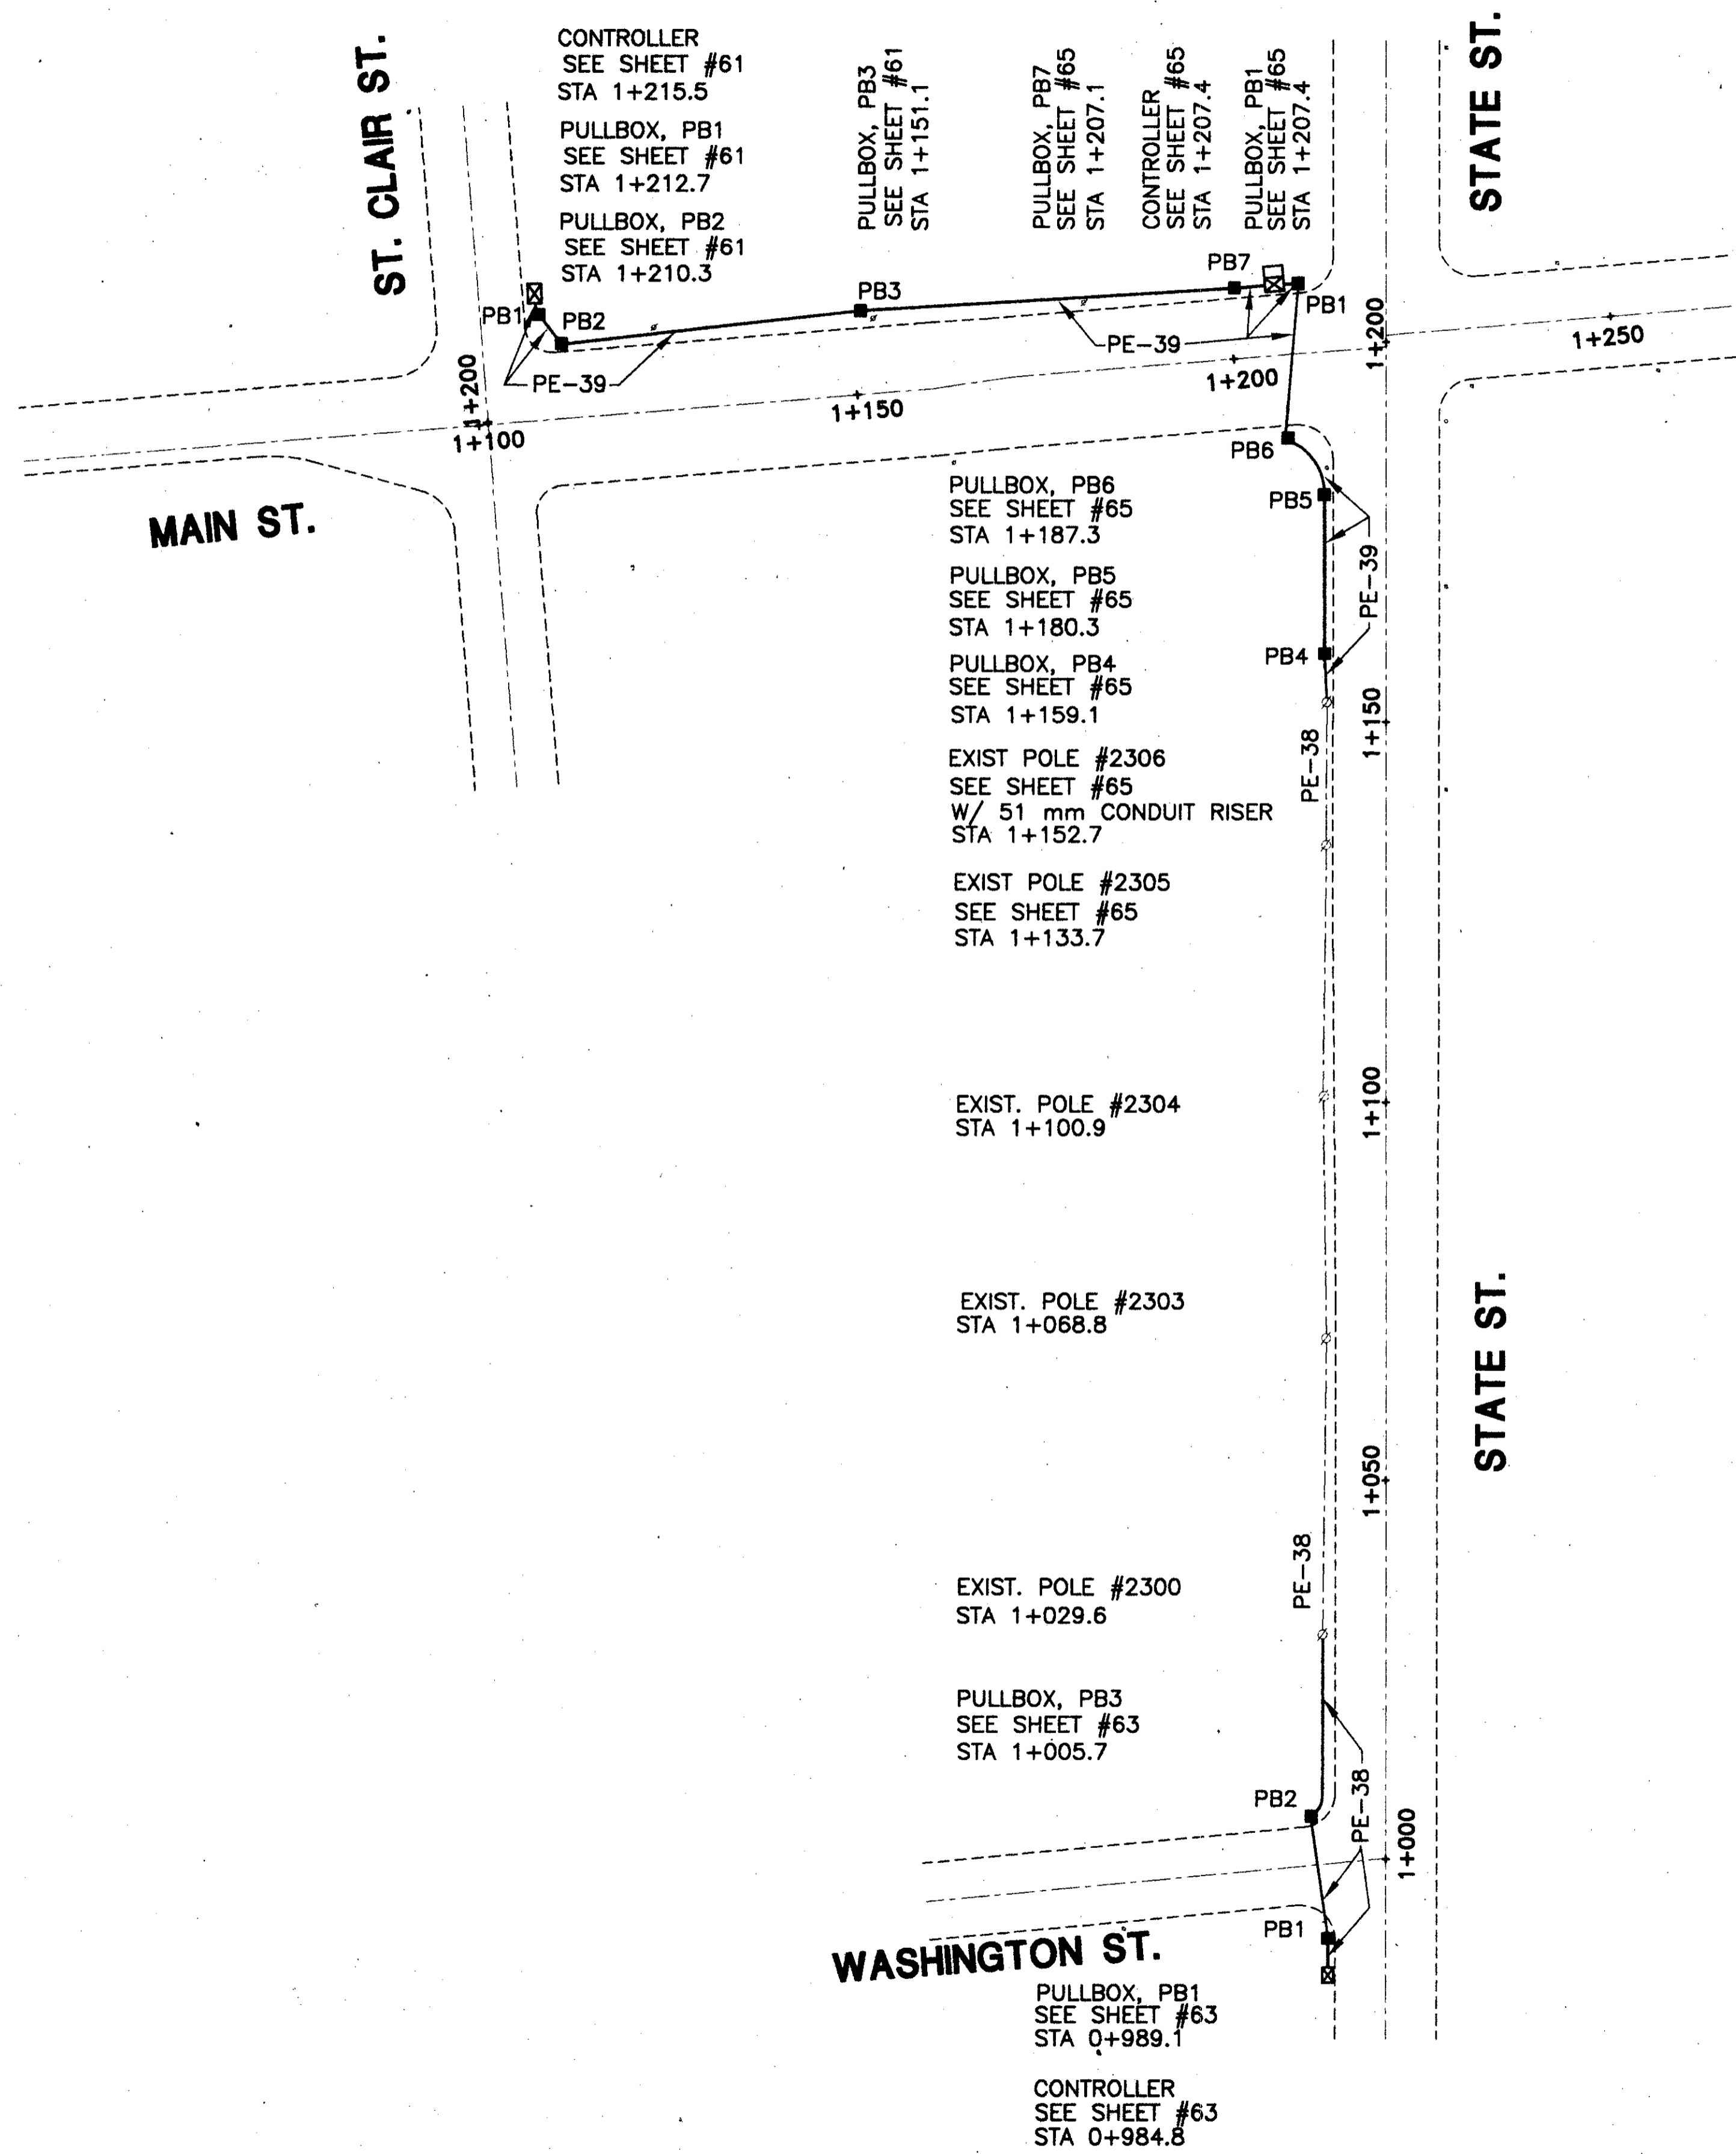 ST. CLAIR ST.
CONTROLLER
SEE SHEET #61
STA 1+215.5
PULLBOX, PB1
SEE SHEET #61
STA 1+212.7
PULLBOX, PB2
SEE SHEET #61
STA 1+210.3
PULLBOX, PB3
SEE SHEET #61
STA 1+151.1
PULLBOX, PB7
SEE SHEET #65
STA 1+207.1
CONTROLLER
SEE SHEET #65
STA 1+207.4
PULLBOX, PB1
SEE SHEET #65
STA 1+207.4
STATE ST.
PB1
PB2
PB3
PB7
PB1
PE-39
PE-39
1+200
1+100
1+150
1+200
1+200
1+250
MAIN ST.
PB6
PB5
PULLBOX, PB6
SEE SHEET #65
STA 1+187.3
PULLBOX, PB5
SEE SHEET #65
STA 1+180.3
PE-39
PULLBOX, PB4
SEE SHEET #65
STA 1+159.1
PB4
1+150
PE-38
EXIST POLE #2306
SEE SHEET #65
W/ 51 mm CONDUIT RISER
STA 1+152.7
EXIST POLE #2305
SEE SHEET #65
STA 1+133.7
EXIST. POLE #2304
STA 1+100.9
1+100
EXIST. POLE #2303
STA 1+068.8
STATE ST.
1+050
PE-38
EXIST. POLE #2300
STA 1+029.6
PULLBOX, PB3
SEE SHEET #63
STA 1+005.7
PB2
PE-38
1+000
PB1
WASHINGTON ST.
PULLBOX, PB1
SEE SHEET #63
STA 0+989.1
CONTROLLER
SEE SHEET #63
STA 0+984.8